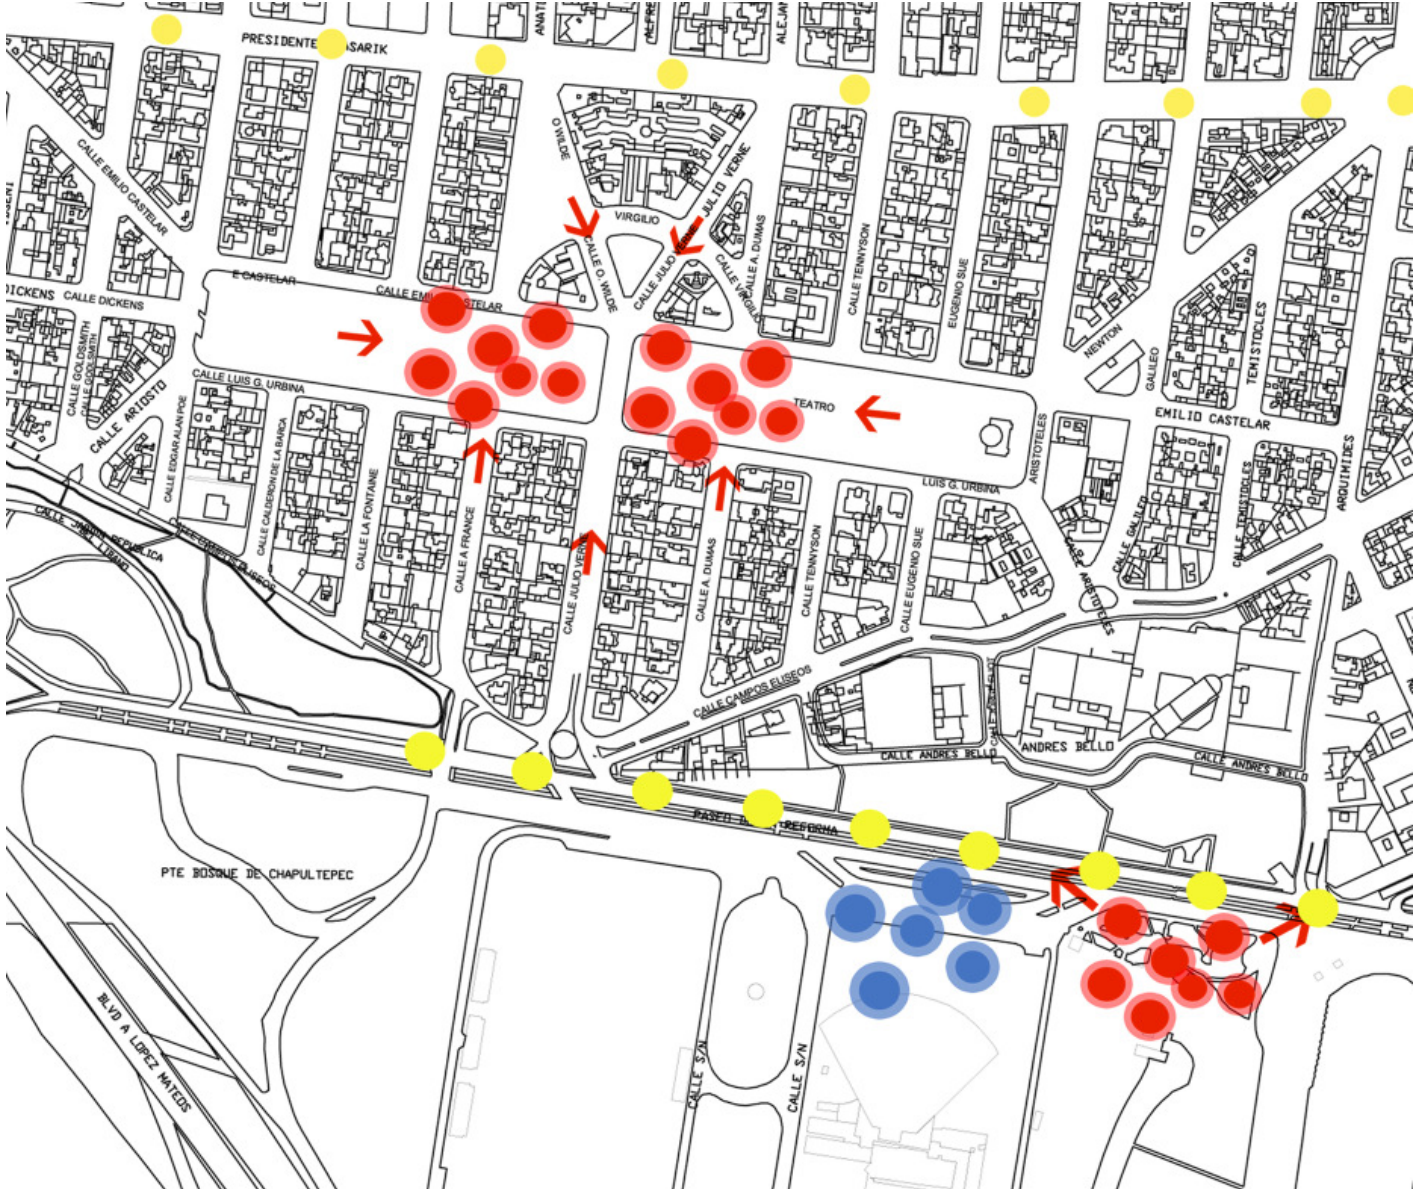 PRESIDENTE MASARIK
O WILDE
CALLE EMILIO CASTELAR
JULIO VERNE
VIRGILIO
CALLE A. DUMAS
CALLE TENNYSON
EUGENIO SUE
CALLE O. WILDE
CALLE JULIO VERNE
CALLE VIRGILIO
E CASTELAR
CALLE EMILIO CASTELAR
DICKENS
CALLE DICKENS
NEWTON
GALILEO
TEMISTOCLES
CALLE GOLDSMITH
CALLE GOOLDSMITH
CALLE ARIOSTO
CALLE LUIS G. URBINA
TEATRO
EMILIO CASTELAR
CALLE EDGAR ALAN POE
CALLE CALDERON DE LA BARCA
CALLE LA FONTAINE
CALLE A FRANCE
CALLE JULIO VERNE
CALLE A. DUMAS
CALLE TENNYSON
CALLE EUGENIO SUE
LUIS G. URBINA
ARISTOTELES
CALLE ARISTOTELES
CALLE GALILEO
CALLE TEMISTOCLES
ARQUIMIDES
CALLE CAMPOS ELISEOS
CALLE CAMPOS ELISEOS
ANDRES BELLO
CALLE ANDRES BELLO
CALLE ANDRES BELLO
PASEO DE LA REFORMA
PTE BOSQUE DE CHAPULTEPEC
BLVD A LOPEZ MATEOS
CALLE S/N
CALLE S/N